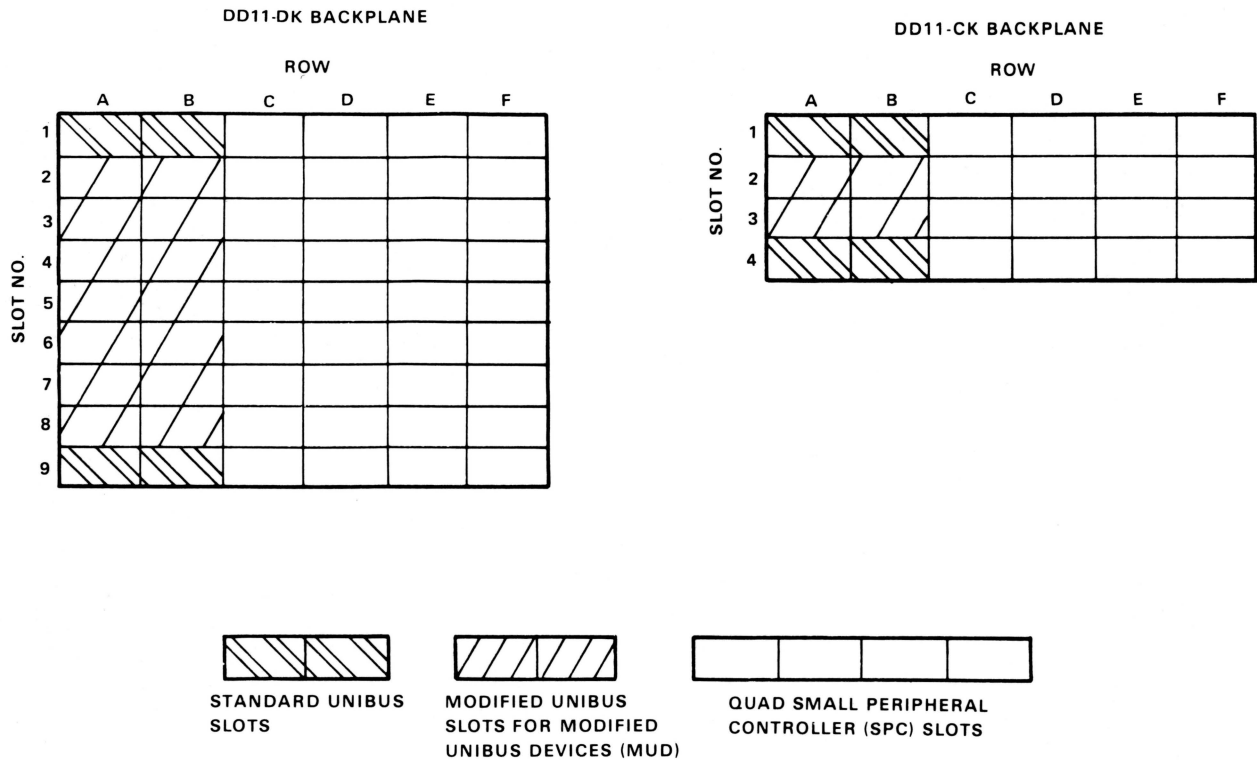 DD11-DK BACKPLANE
ROW
A B C D E F
SLOT NO.
1
2
3
4
5
6
7
8
9
DD11-CK BACKPLANE
ROW
A B C D E F
SLOT NO.
1
2
3
4
STANDARD UNIBUS
SLOTS
MODIFIED UNIBUS
SLOTS FOR MODIFIED
UNIBUS DEVICES (MUD)
QUAD SMALL PERIPHERAL
CONTROLLER (SPC) SLOTS